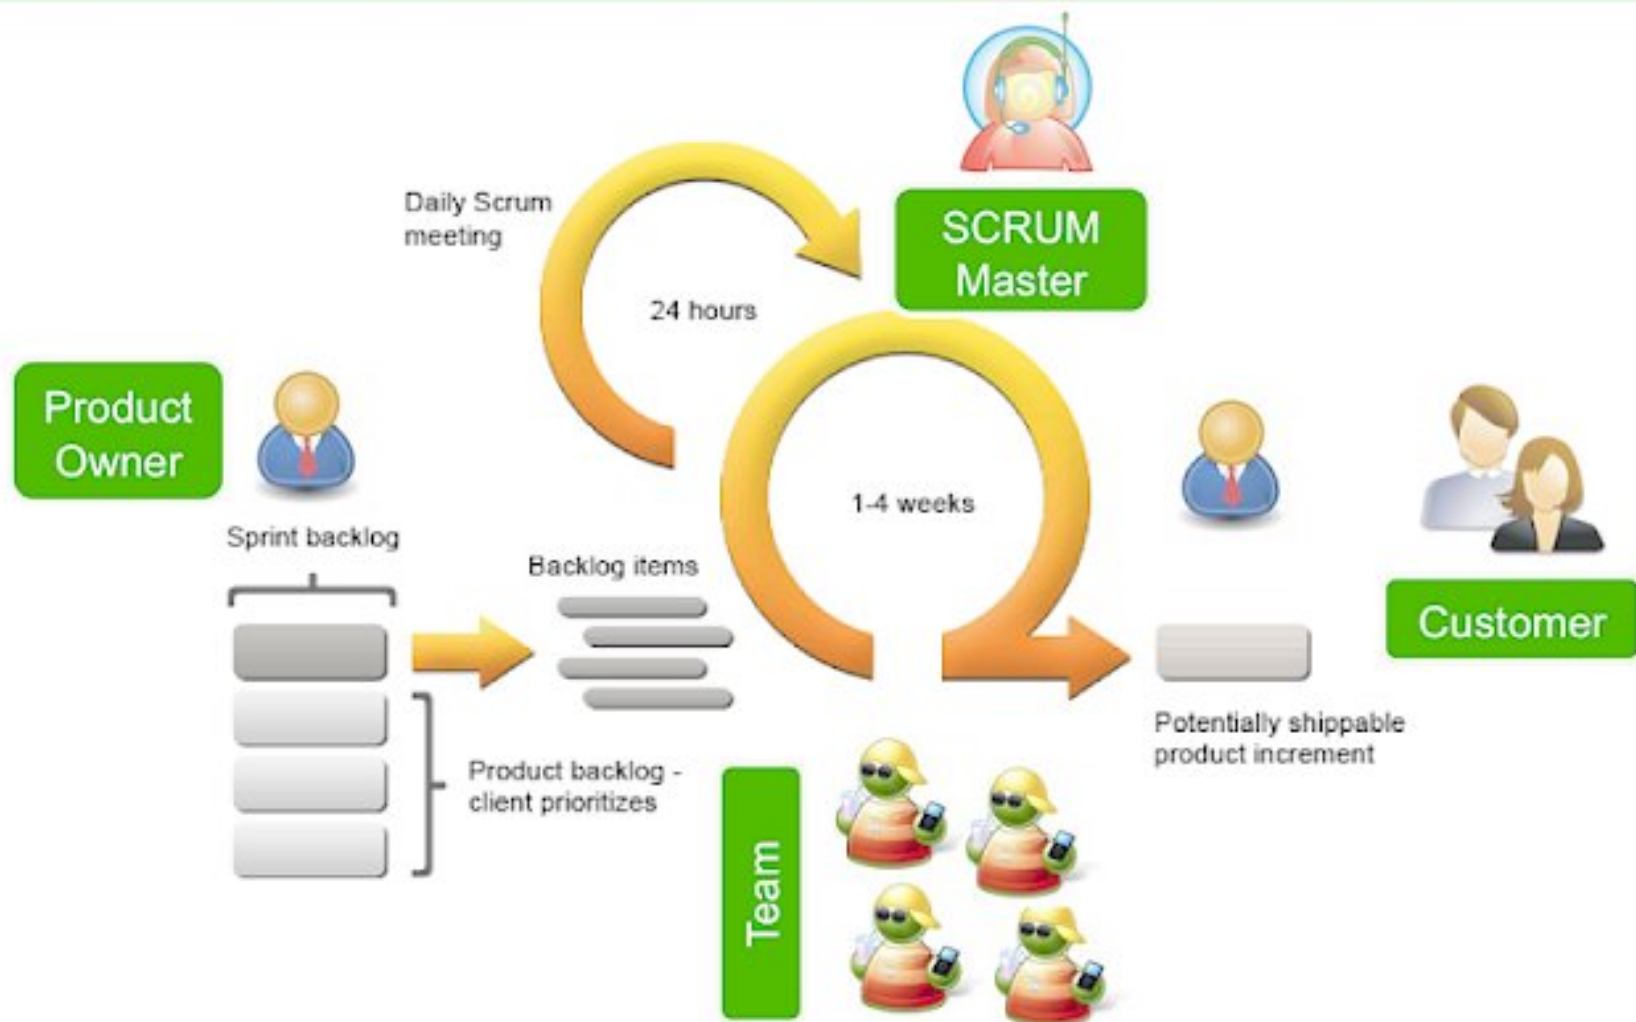 SCRUM
Master
Daily Scrum
meeting
24 hours
Product
Owner
1-4 weeks
Sprint backlog
Backlog items
Customer
Potentially shippable
product increment
Product backlog -
client prioritizes
Team